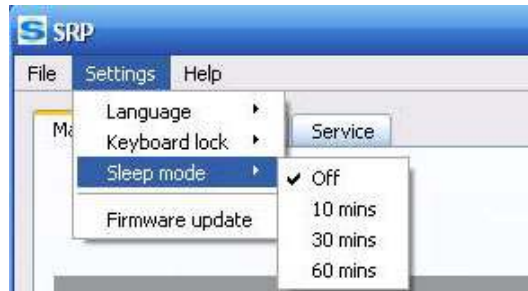 SRP
File Settings Help
Language
Service
Keyboard lock
Sleep mode
Off
10 mins
Firmware update
30 mins
60 mins